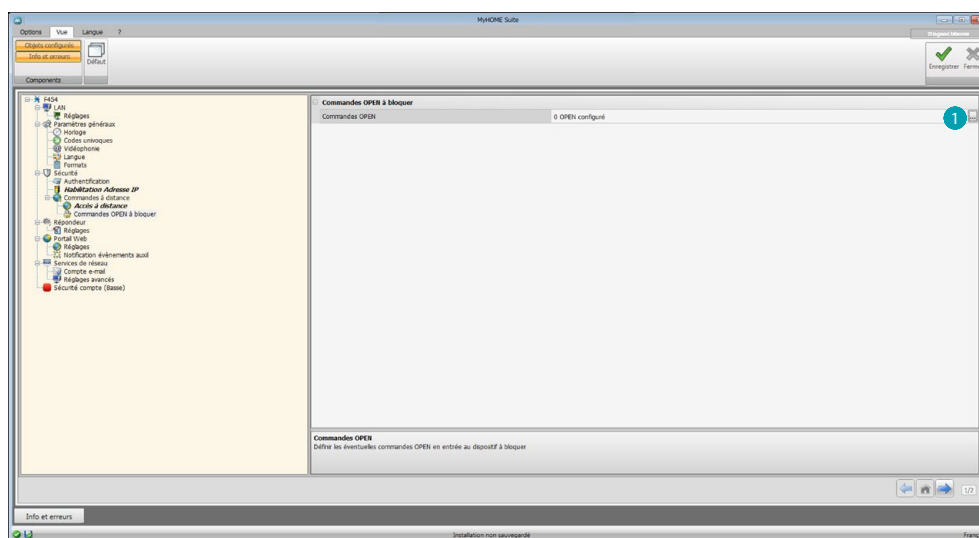 MyHOME Suite
Options Vue Langue ?
Objets configurés
Info et erreurs
Défaut
Components
Enregistrer Ferme
F454
LAN
Réglages
Paramètres généraux
Horloge
Codes univoques
Vidéophonie
Langue
Formats
Sécurité
Authentification
Habilitation Adresse IP
Commandes à distance
Accès à distance
Commandes OPEN à bloquer
Répondeur
Réglages
Portail Web
Réglages
Notification évènements auxil
Services de réseau
Compte e-mail
Réglages avancés
Sécurité compte (Basse)
Commandes OPEN à bloquer
Commandes OPEN 0 OPEN configuré
1
...
Commandes OPEN
Définir les éventuelles commandes OPEN en entrée au dispositif à bloquer
1/2
Info et erreurs
Installation non sauvegardé
França